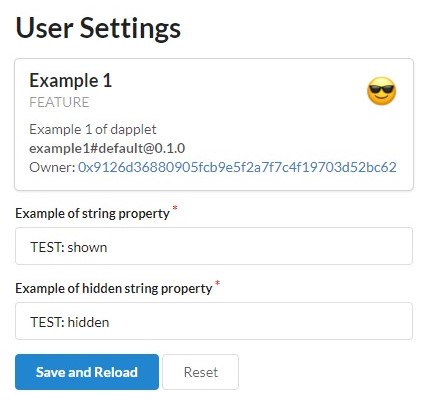 User Settings
Example 1
FEATURE
Example 1 of dapplet
example1#default@0.1.0
Owner: 0x9126d36880905fcb9e5f2a7f7c4f19703d52bc62
Example of string property *
TEST: shown
Example of hidden string property *
TEST: hidden
Save and Reload Reset